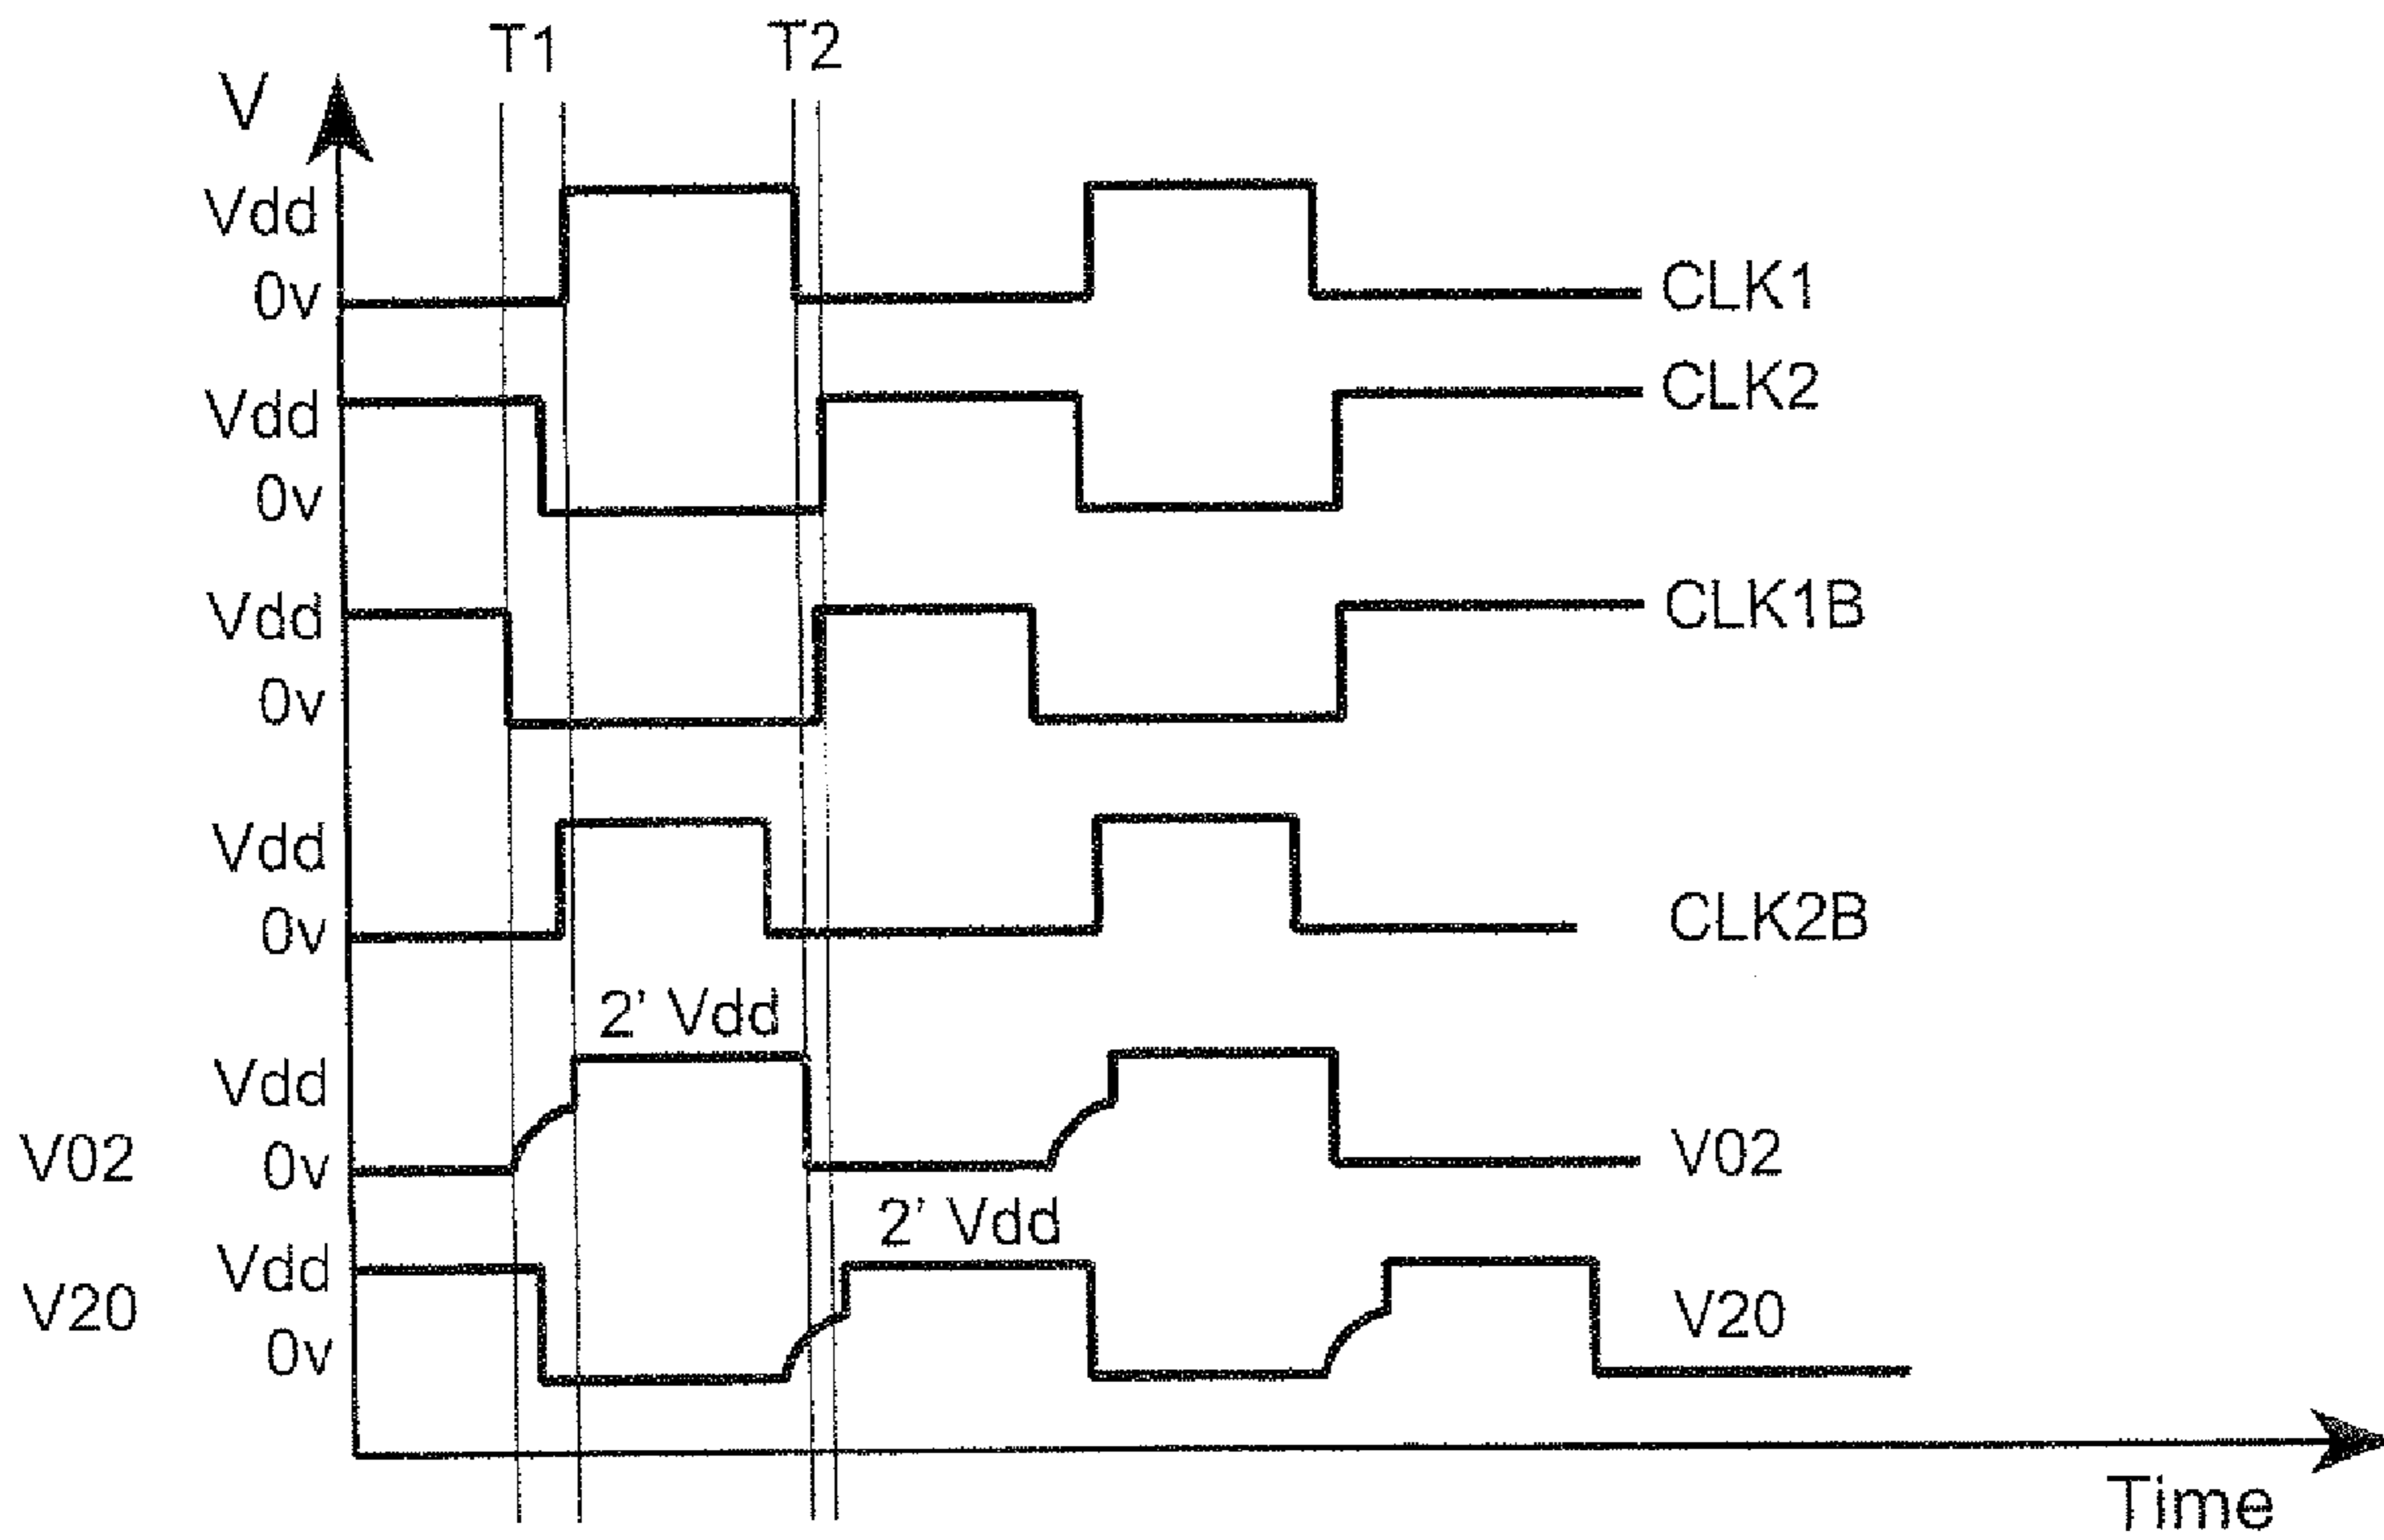 T1 T2
V
Vdd
0v
CLK1
Vdd
0v
CLK2
Vdd
0v
CLK1B
Vdd
0v
CLK2B
2' Vdd
Vdd
V02 0v V02
2' Vdd
Vdd
V20 V20
0v
Time